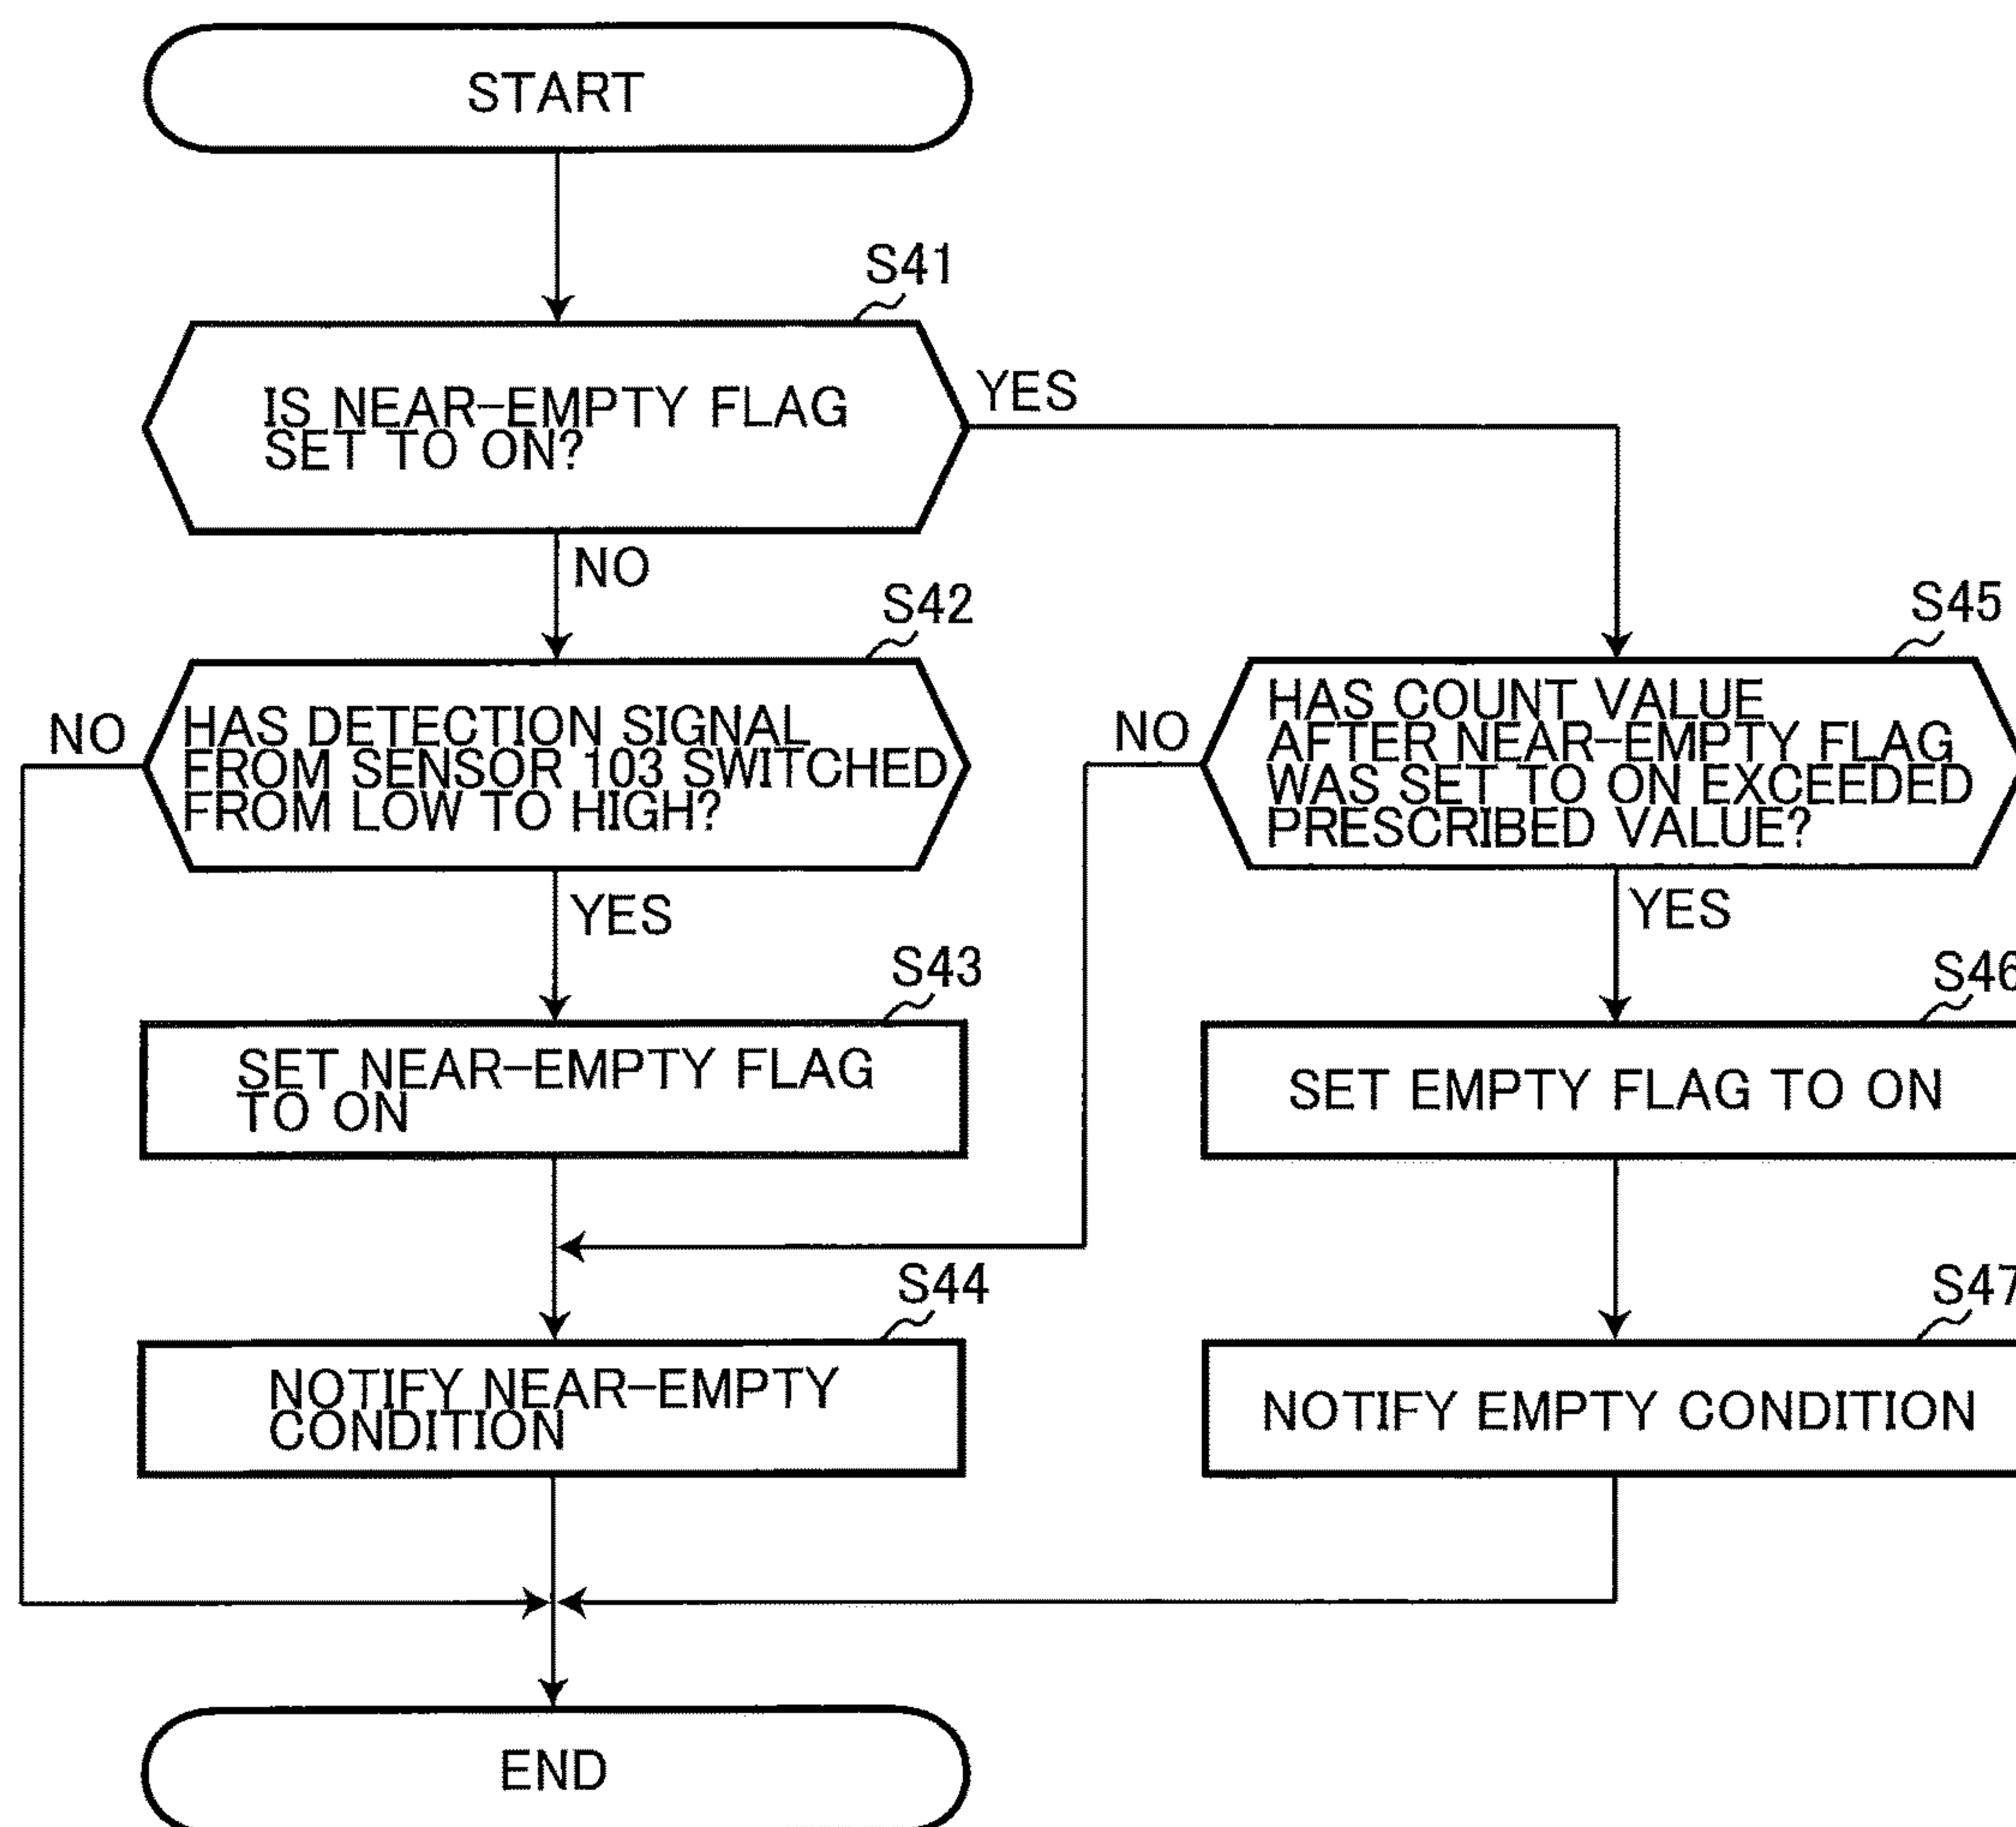 START
S41
IS NEAR-EMPTY FLAG
SET TO ON?
YES
NO
S42
HAS DETECTION SIGNAL
FROM SENSOR 103 SWITCHED
FROM LOW TO HIGH?
NO
YES
S43
SET NEAR-EMPTY FLAG
TO ON
S44
NOTIFY NEAR-EMPTY
CONDITION
S45
HAS COUNT VALUE
AFTER NEAR-EMPTY FLAG
WAS SET TO ON EXCEEDED
PRESCRIBED VALUE?
NO
YES
S46
SET EMPTY FLAG TO ON
S47
NOTIFY EMPTY CONDITION
END